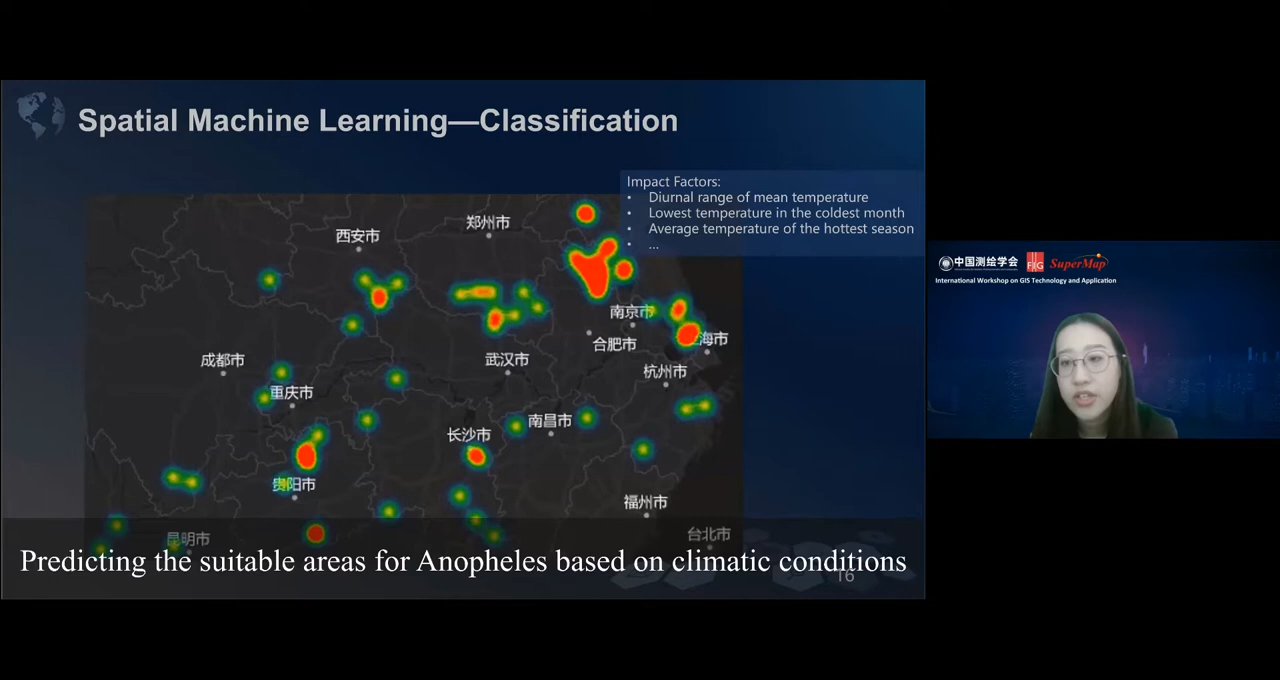 Spatial Machine Learning—Classification
Impact Factors:
• Diurnal range of mean temperature
• Lowest temperature in the coldest month
• Average temperature of the hottest season
• ...
郑州市
西安市
南京市
合肥市
海市
成都市
武汉市
杭州市
重庆市
南昌市
长沙市
贵阳市
福州市
昆明市
台北市
Predicting the suitable areas for Anopheles based on climatic conditions
16
中国测绘学会 FIG SuperMap
International Workshop on GIS Technology and Application